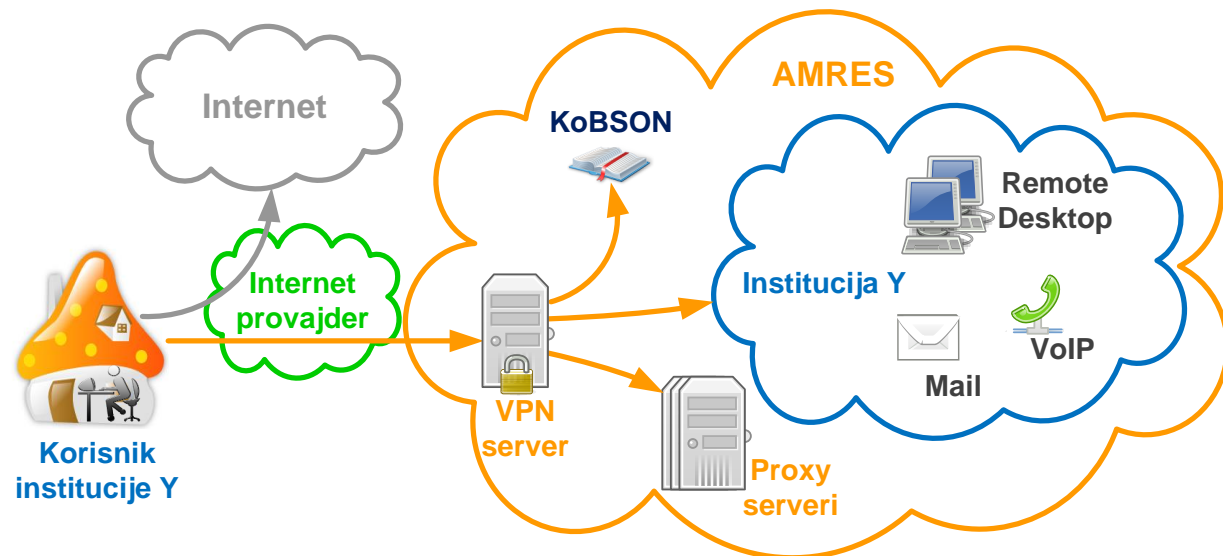 Internet
AMRES
KoBSON
Remote
Desktop
Internet
provajder
Institucija Y
VoIP
Mail
VPN
server
Korisnik
institucije Y
Proxy
serveri